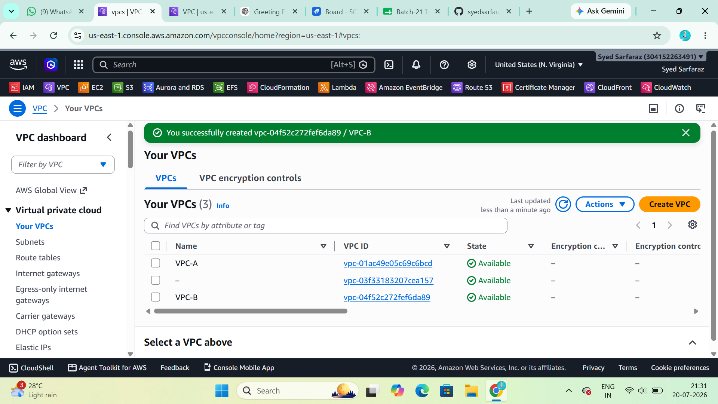 (9) WhatsA
vpcs | VPC
VPC | us-e
Greeting E
Board - SC
Batch-21 T
syedsarfar
Ask Gemini
us-east-1.console.aws.amazon.com/vpcconsole/home?region=us-east-1#vpcs:
aws
Search
[Alt+S]
United States (N. Virginia)
Syed Sarfaraz (304152263491)
Syed Sarfaraz
IAM VPC EC2 S3 Aurora and RDS EFS CloudFormation Lambda Amazon EventBridge Route 53 Certificate Manager CloudFront CloudWatch
VPC > Your VPCs
VPC dashboard
Filter by VPC
AWS Global View
Virtual private cloud
Your VPCs
Subnets
Route tables
Internet gateways
Egress-only internet
gateways
Carrier gateways
DHCP option sets
Elastic IPs
You successfully created vpc-04f52c272fef6da89 / VPC-B
Your VPCs
VPCs VPC encryption controls
Your VPCs (3) Info
Last updated
less than a minute ago
Actions
Create VPC
Find VPCs by attribute or tag
1
Name VPC ID State Encryption c... Encryption contro
VPC-A vpc-01ac49e05c69c6bcd Available – –
– vpc-03f33183207cea157 Available – –
VPC-B vpc-04f52c272fef6da89 Available – –
Select a VPC above
CloudShell Agent Toolkit for AWS Feedback Console Mobile App
© 2026, Amazon Web Services, Inc. or its affiliates. Privacy Terms Cookie preferences
3
28°C
Light rain
Search
1
ENG
IN
21:31
20-07-2026